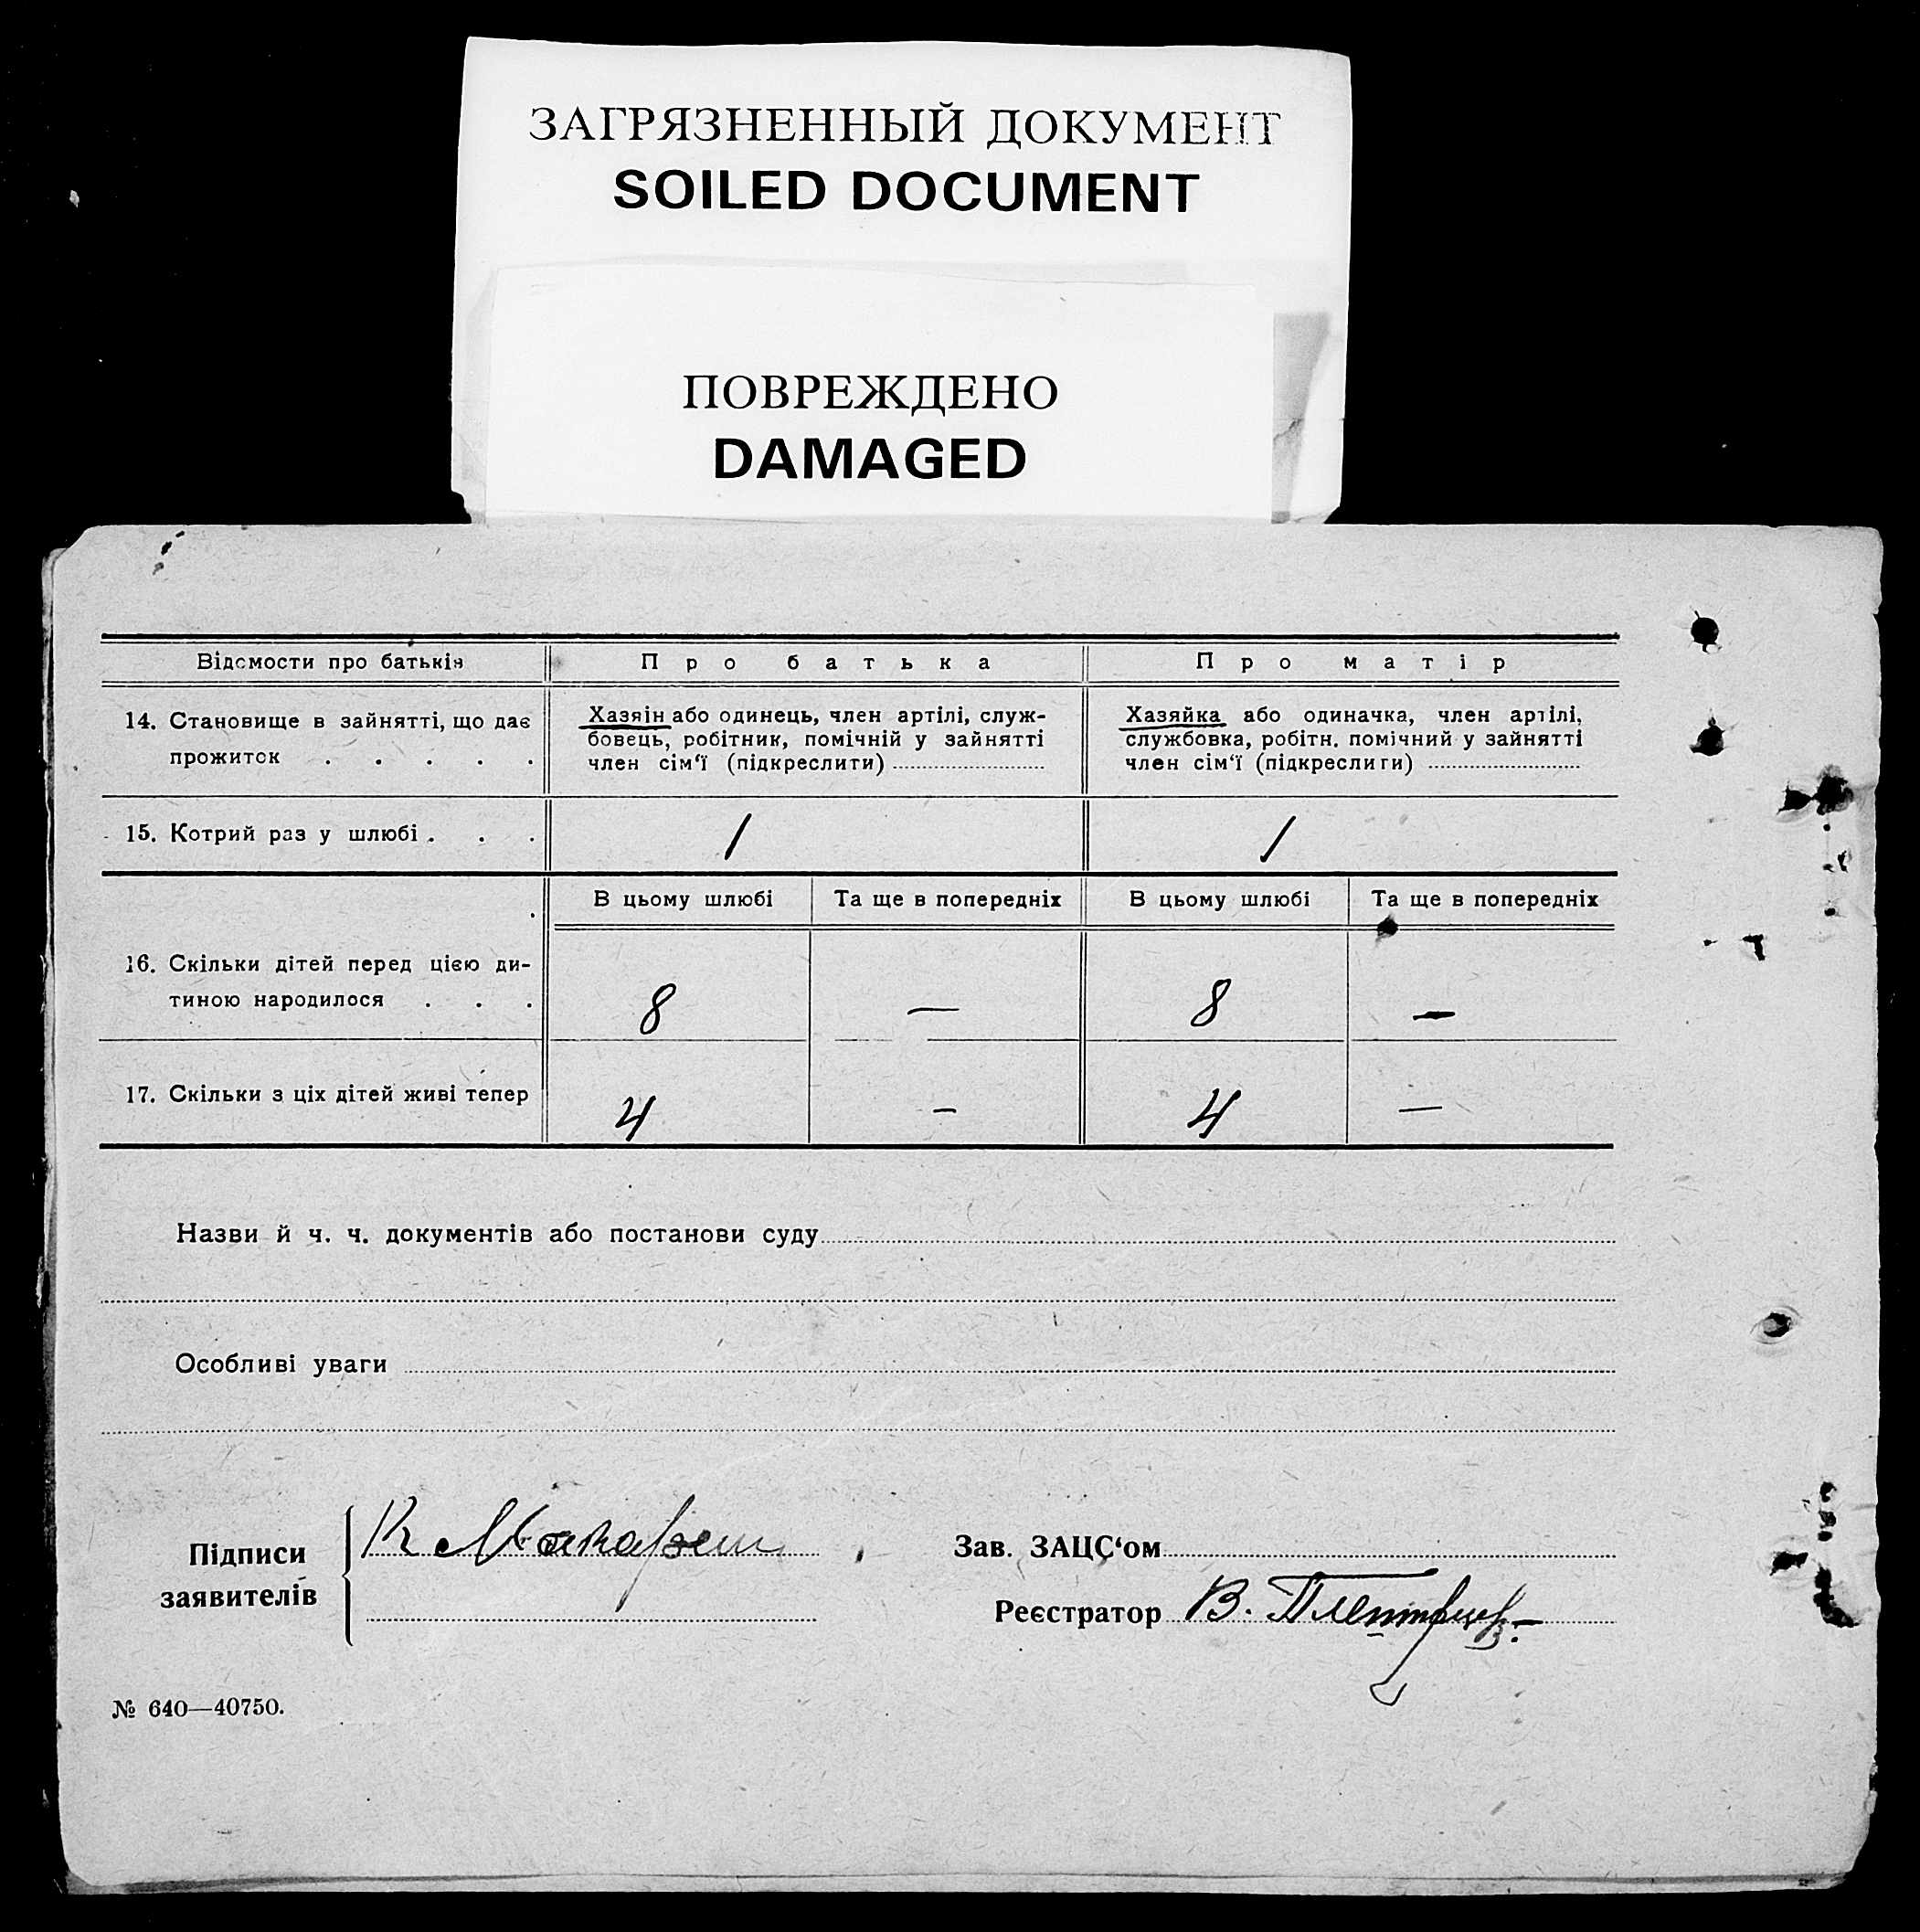 ЗАГРЯЗНЕННЫЙ ДОКУМЕНТ
SOILED DOCUMENT
ПОВРЕЖДЕНО
DAMAGED
Відомости про батьків Про батька Про матір
14. Становище в зайнятті, що дає
прожиток . . . . .
Хазяїн або одинець, член артілі, служ-
бовець, робітник, помічній у зайнятті
член сім‘ї (підкреслити)
Хазяйка або одиначка, член артілі,
службовка, робітн. помічний у зайнятті
член сім‘ї (підкреслити)
15. Котрий раз у шлюбі . . . 1 1
В цьому шлюбі Та ще в попередніх В цьому шлюбі Та ще в попередніх
16. Скільки дітей перед цією ди-
тиною народилося . . . 8 — 8 —
17. Скільки з ціх дітей живі тепер 4 – 4 —
Назви й ч. ч. документів або постанови суду
Особливі уваги
Підписи
заявителів
К
Зав. ЗАЦС‘ом
Реєстратор В.
№ 640—40750.